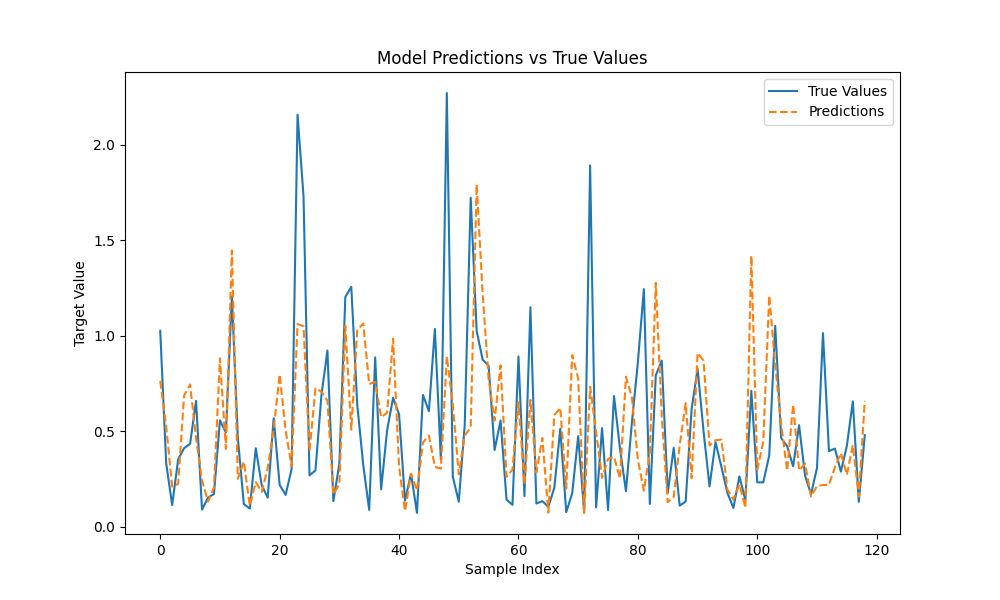 Model Predictions vs True Values
True Values
Predictions
Target Value
2.0
1.5
1.0
0.5
0.0
0 20 40 60 80 100 120
Sample Index